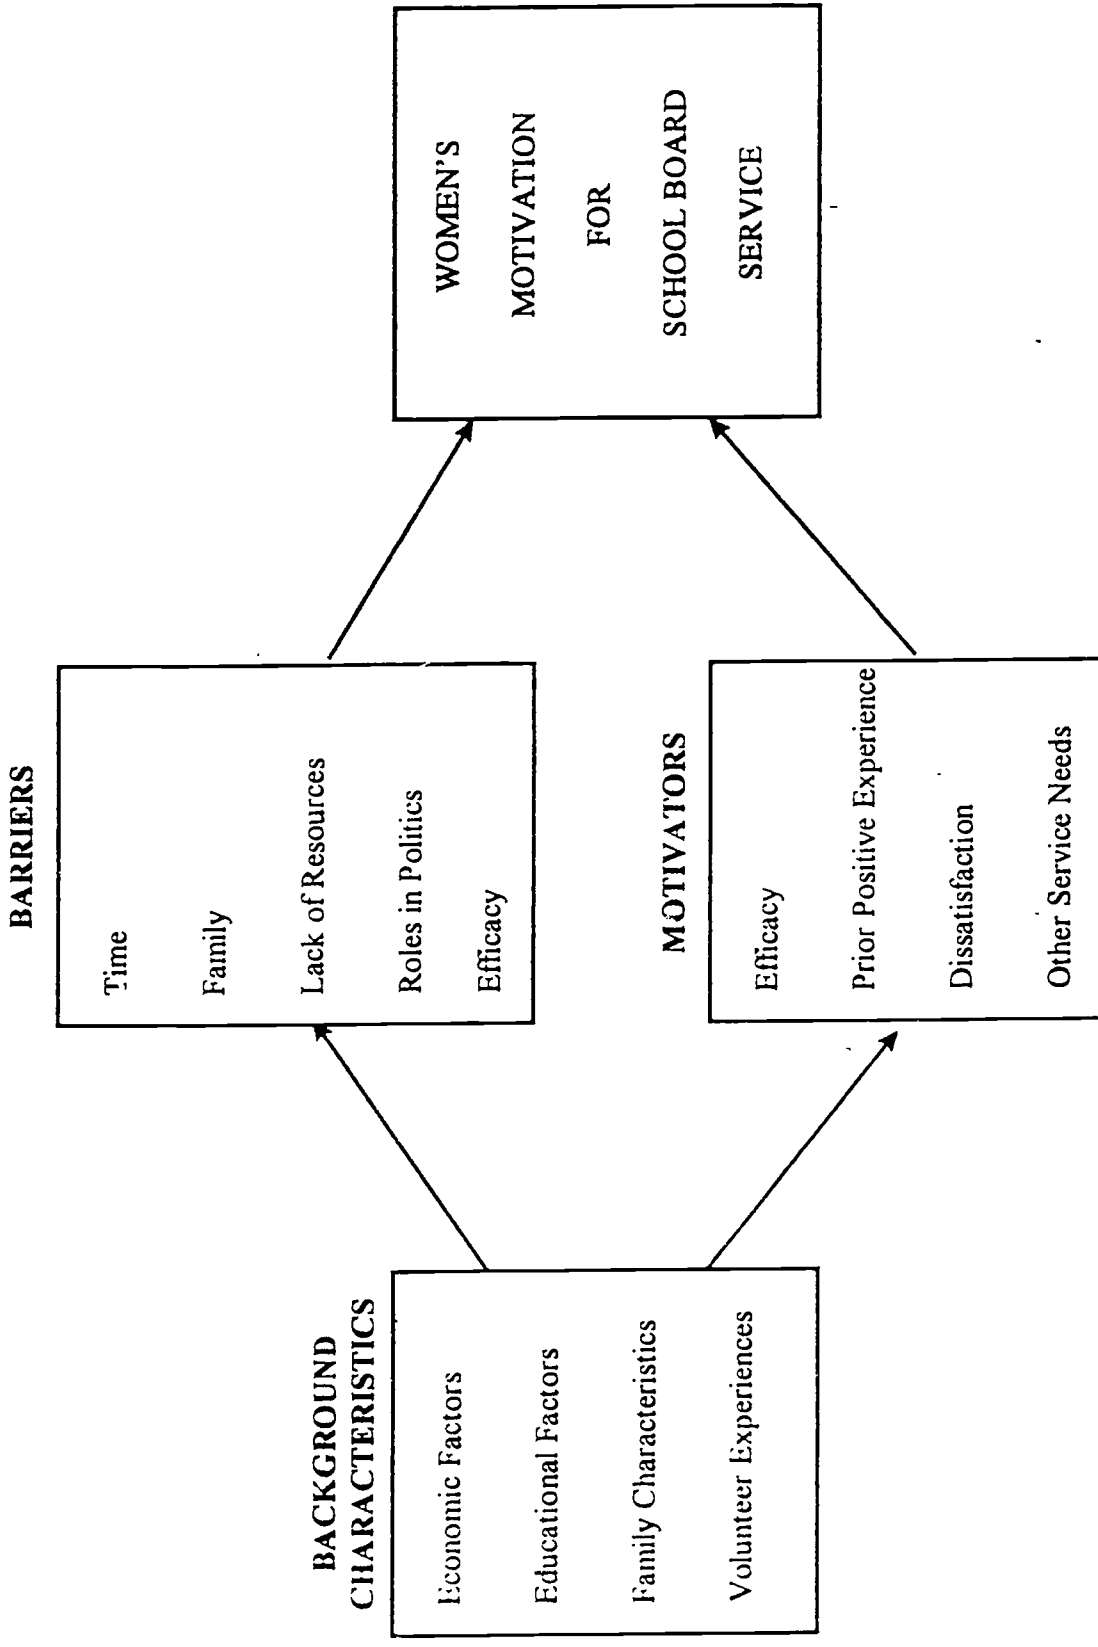 BACKGROUND
CHARACTERISTICS
Economic Factors
Educational Factors
Family Characteristics
Volunteer Experiences
BARRIERS
Time
Family
Lack of Resources
Roles in Politics
Efficacy
MOTIVATORS
Efficacy
Prior Positive Experience
Dissatisfaction
Other Service Needs
WOMEN'S
MOTIVATION
FOR
SCHOOL BOARD
SERVICE